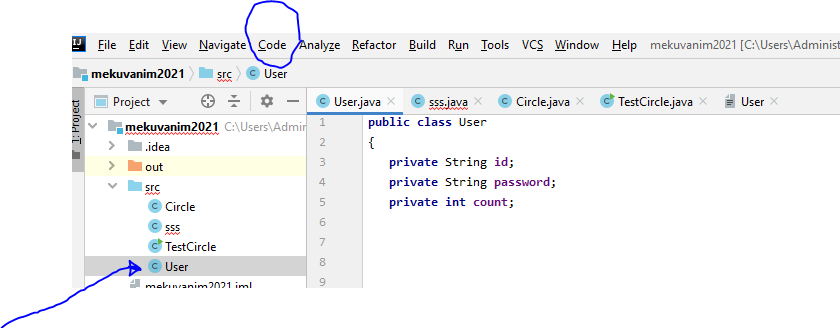 IJ File Edit View Navigate Code Analyze Refactor Build Run Tools VCS Window Help mekuvanim2021 [C:\Users\Adminis
mekuvanim2021 src User
Project User.java sss.java Circle.java TestCircle.java User
1: Project
mekuvanim2021 C:\Users\Admin
.idea
out
src
Circle
sss
TestCircle
User
mekuvanim2021.iml
1 public class User
2 {
3 private String id;
4 private String password;
5 private int count;
6
7
8
9